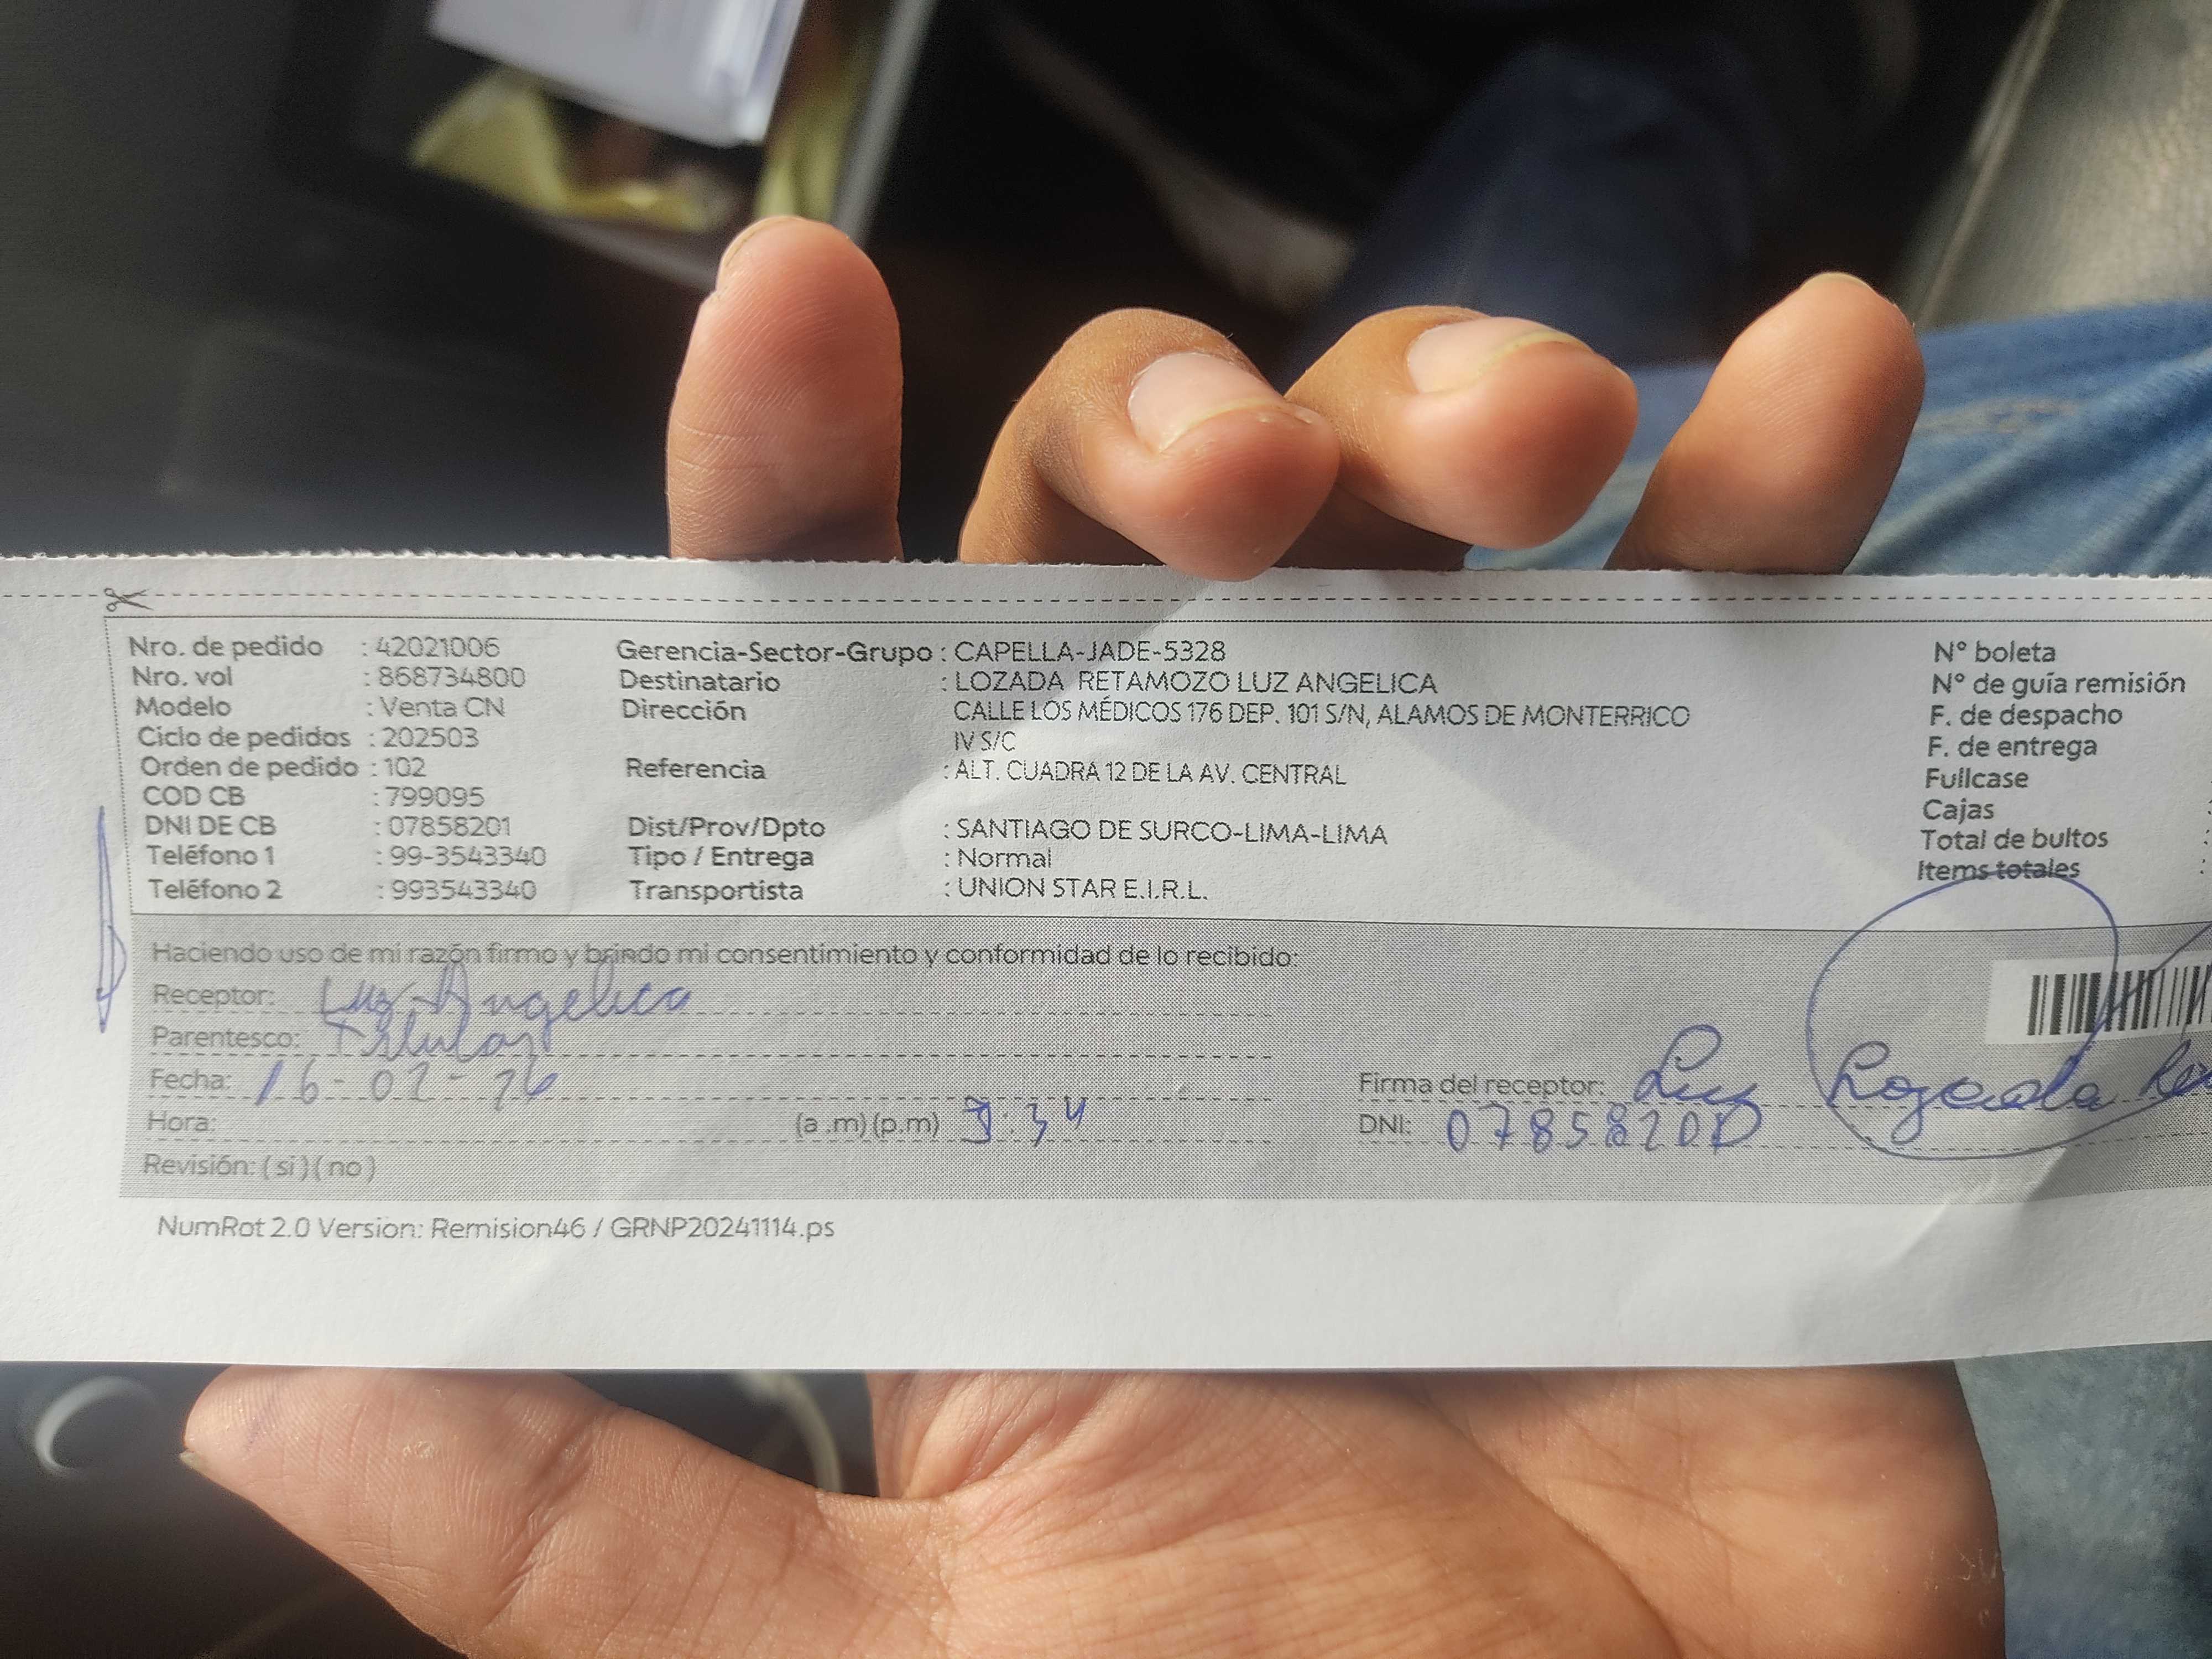 Nro. de pedido : 42021006
Nro. vol : 868734800
Modelo : Venta CN
Ciclo de pedidos : 202503
Orden de pedido : 102
COD CB : 799095
DNI DE CB : 07858201
Teléfono 1 : 99-3543340
Teléfono 2 : 993543340
Gerencia-Sector-Grupo : CAPELLA-JADE-5328
Destinatario : LOZADA RETAMOZO LUZ ANGELICA
Dirección CALLE LOS MÉDICOS 176 DEP. 101 S/N, ALAMOS DE MONTERRICO
IV S/C
Referencia : ALT. CUADRA 12 DE LA AV. CENTRAL
Dist/Prov/Dpto : SANTIAGO DE SURCO-LIMA-LIMA
Tipo / Entrega : Normal
Transportista : UNION STAR E.I.R.L.
N° boleta
N° de guía remisión
F. de despacho
F. de entrega
Fullcase
Cajas
Total de bultos
Items totales
Haciendo uso de mi razón firmo y brindo mi consentimiento y conformidad de lo recibido:
Receptor: Luz Angelica
Parentesco: Titular
Fecha: 16-02-
Hora: (a .m) (p.m) 9:34
Revisión: ( si ) ( no )
Firma del receptor: Luz Lozada
DNI: 0785820
NumRot 2.0 Version: Remision46 / GRNP20241114.ps